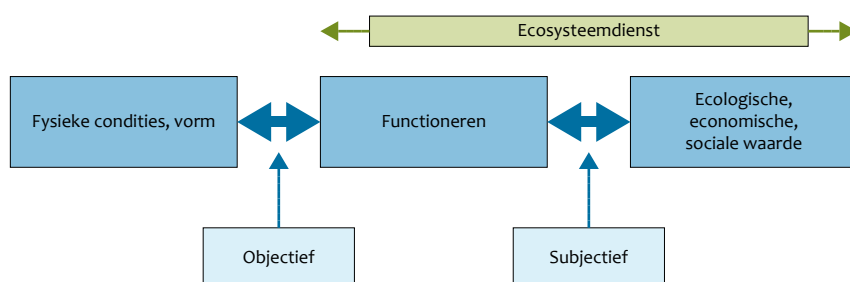 Ecosysteemdienst
Fysieke condities, vorm
Functioneren
Ecologische,
economische,
sociale waarde
Objectief
Subjectief